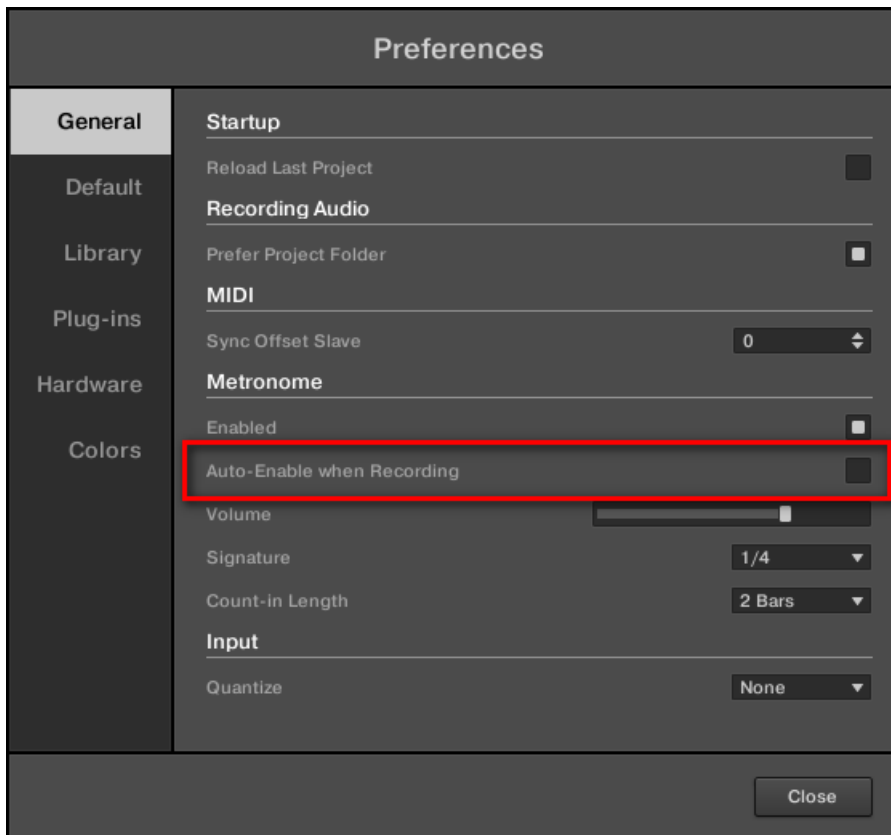 Preferences
General
Default
Library
Plug-ins
Hardware
Colors
Startup
Reload Last Project
Recording Audio
Prefer Project Folder
MIDI
Sync Offset Slave 0
Metronome
Enabled
Auto-Enable when Recording
Volume
Signature 1/4
Count-in Length 2 Bars
Input
Quantize None
Close